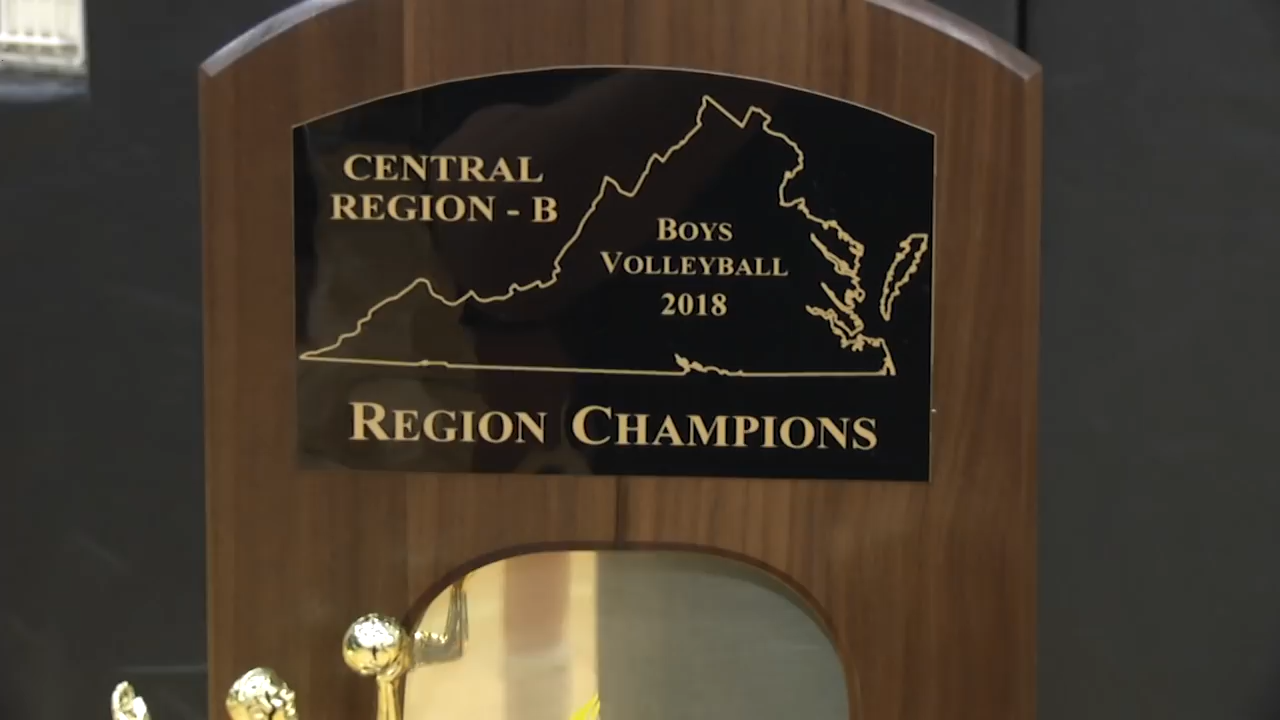 CENTRAL
REGION - B
BOYS
VOLLEYBALL
2018
REGION CHAMPIONS